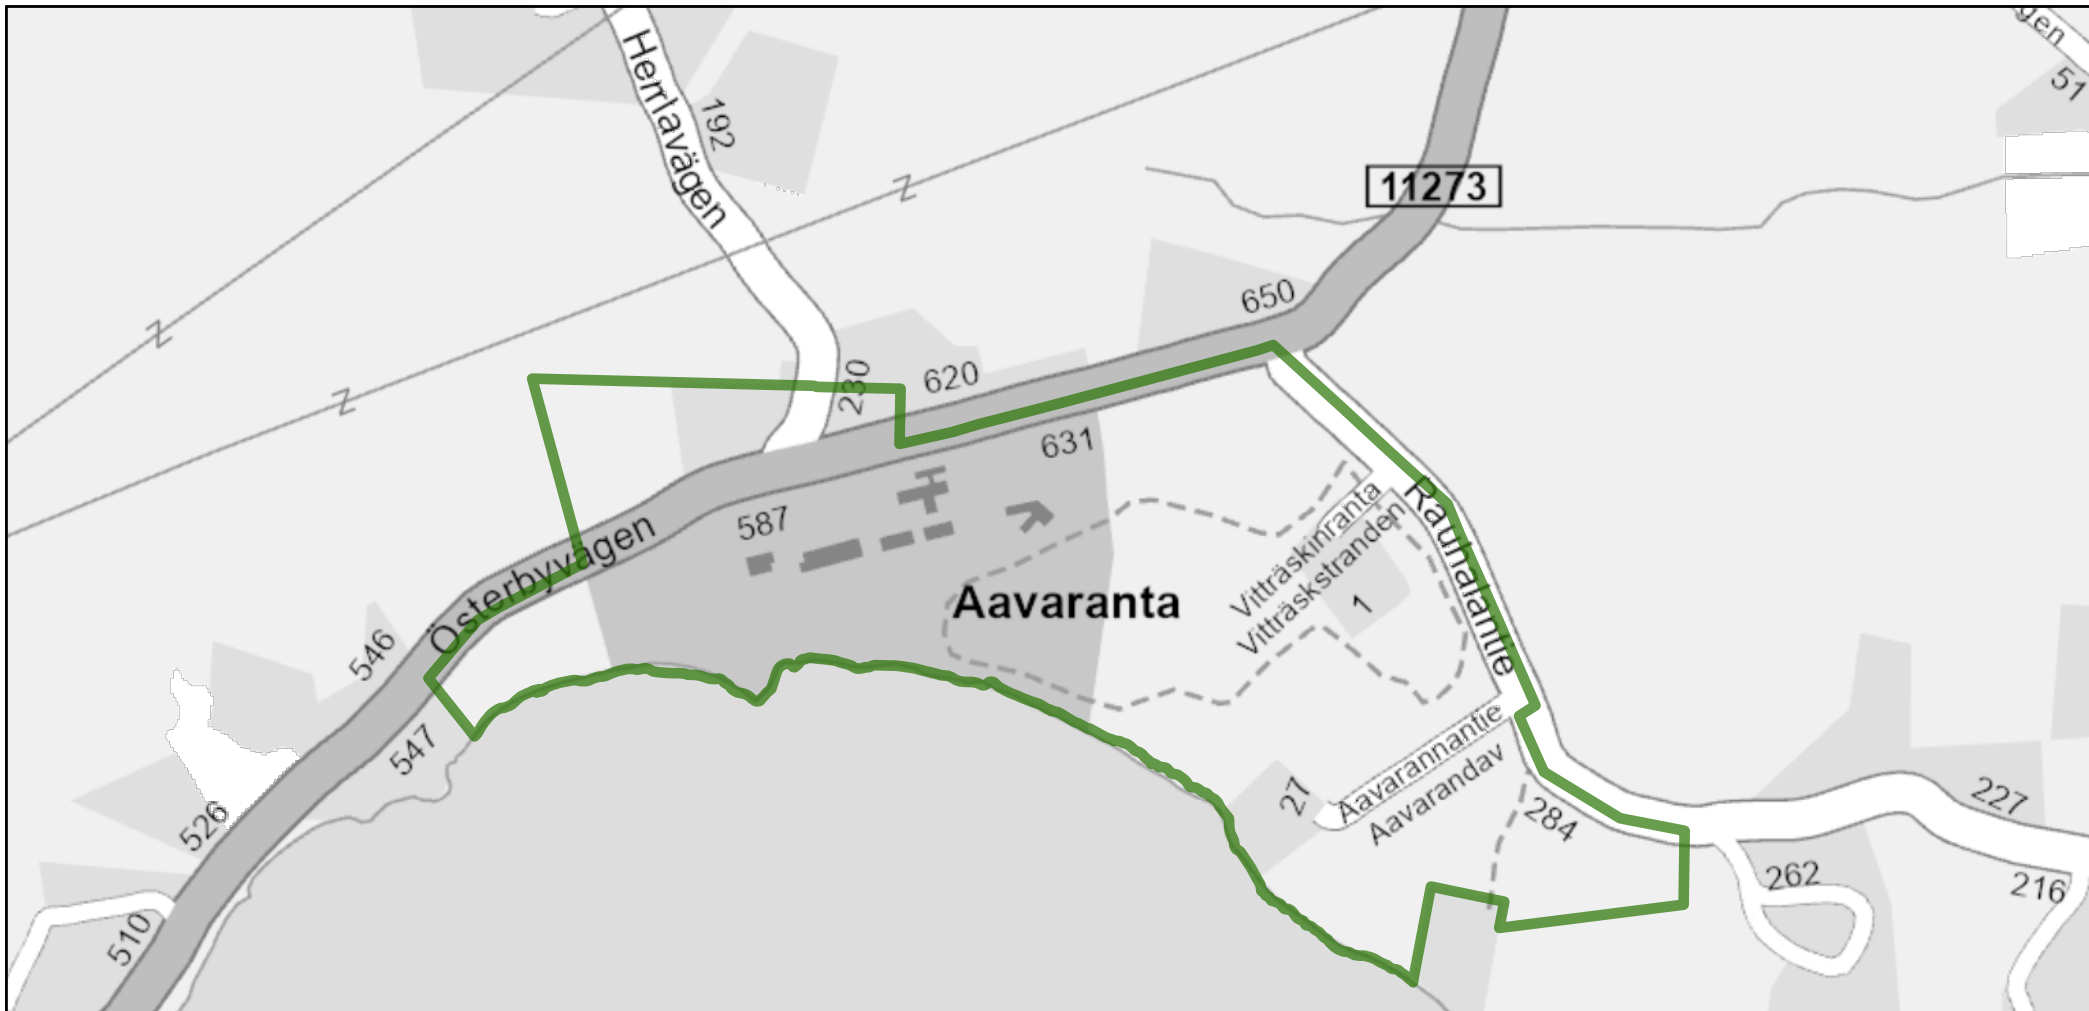 Herrlavägen
192
gen
51
11273
650
230
620
631
587
Österbyvägen
Aavaranta
Vitträskinranta
Vitträskstranden
1
Rauhalantie
546
547
526
510
27
Aavarannantie
Aavarandav
284
227
262
216